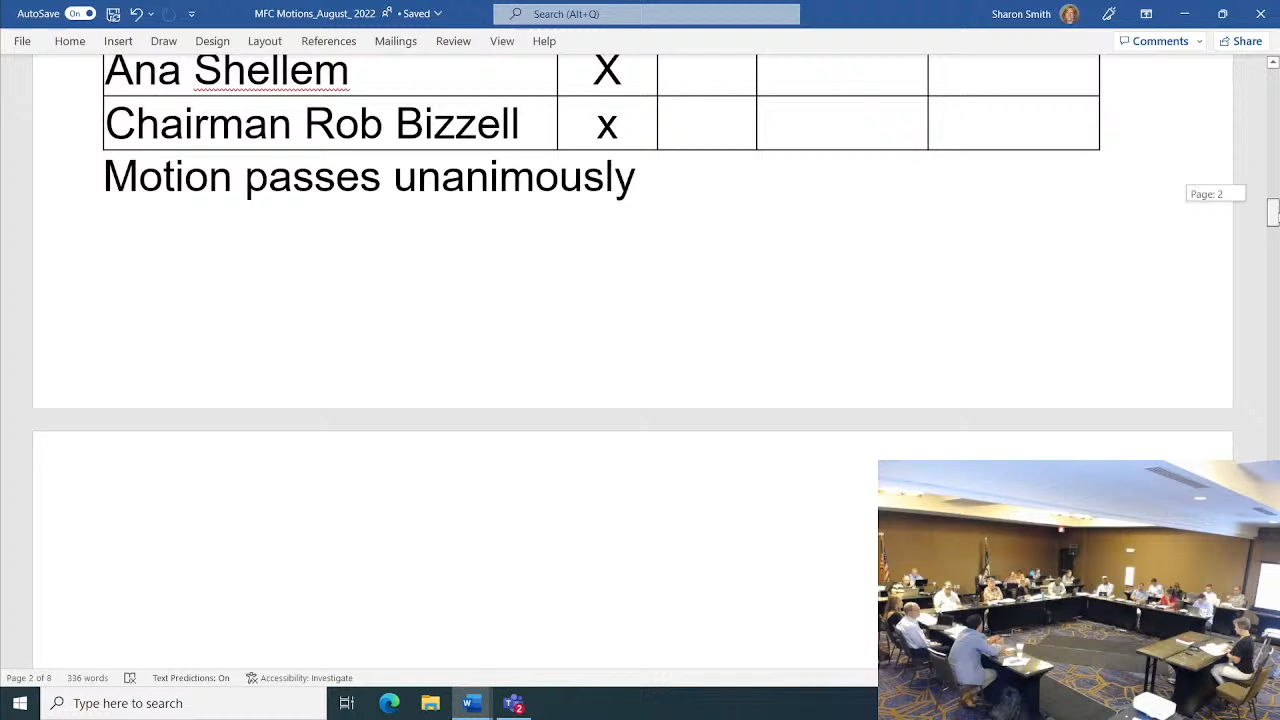 AutoSave On MFC Motions_August_2022 Saved Search (Alt+Q) Sharon Smith
File Home Insert Draw Design Layout References Mailings Review View Help Comments Share
Ana Shellem X
Chairman Rob Bizzell x
Motion passes unanimously
Page: 2
Page 2 of 8 336 words Text Predictions: On Accessibility: Investigate
Type here to search 2